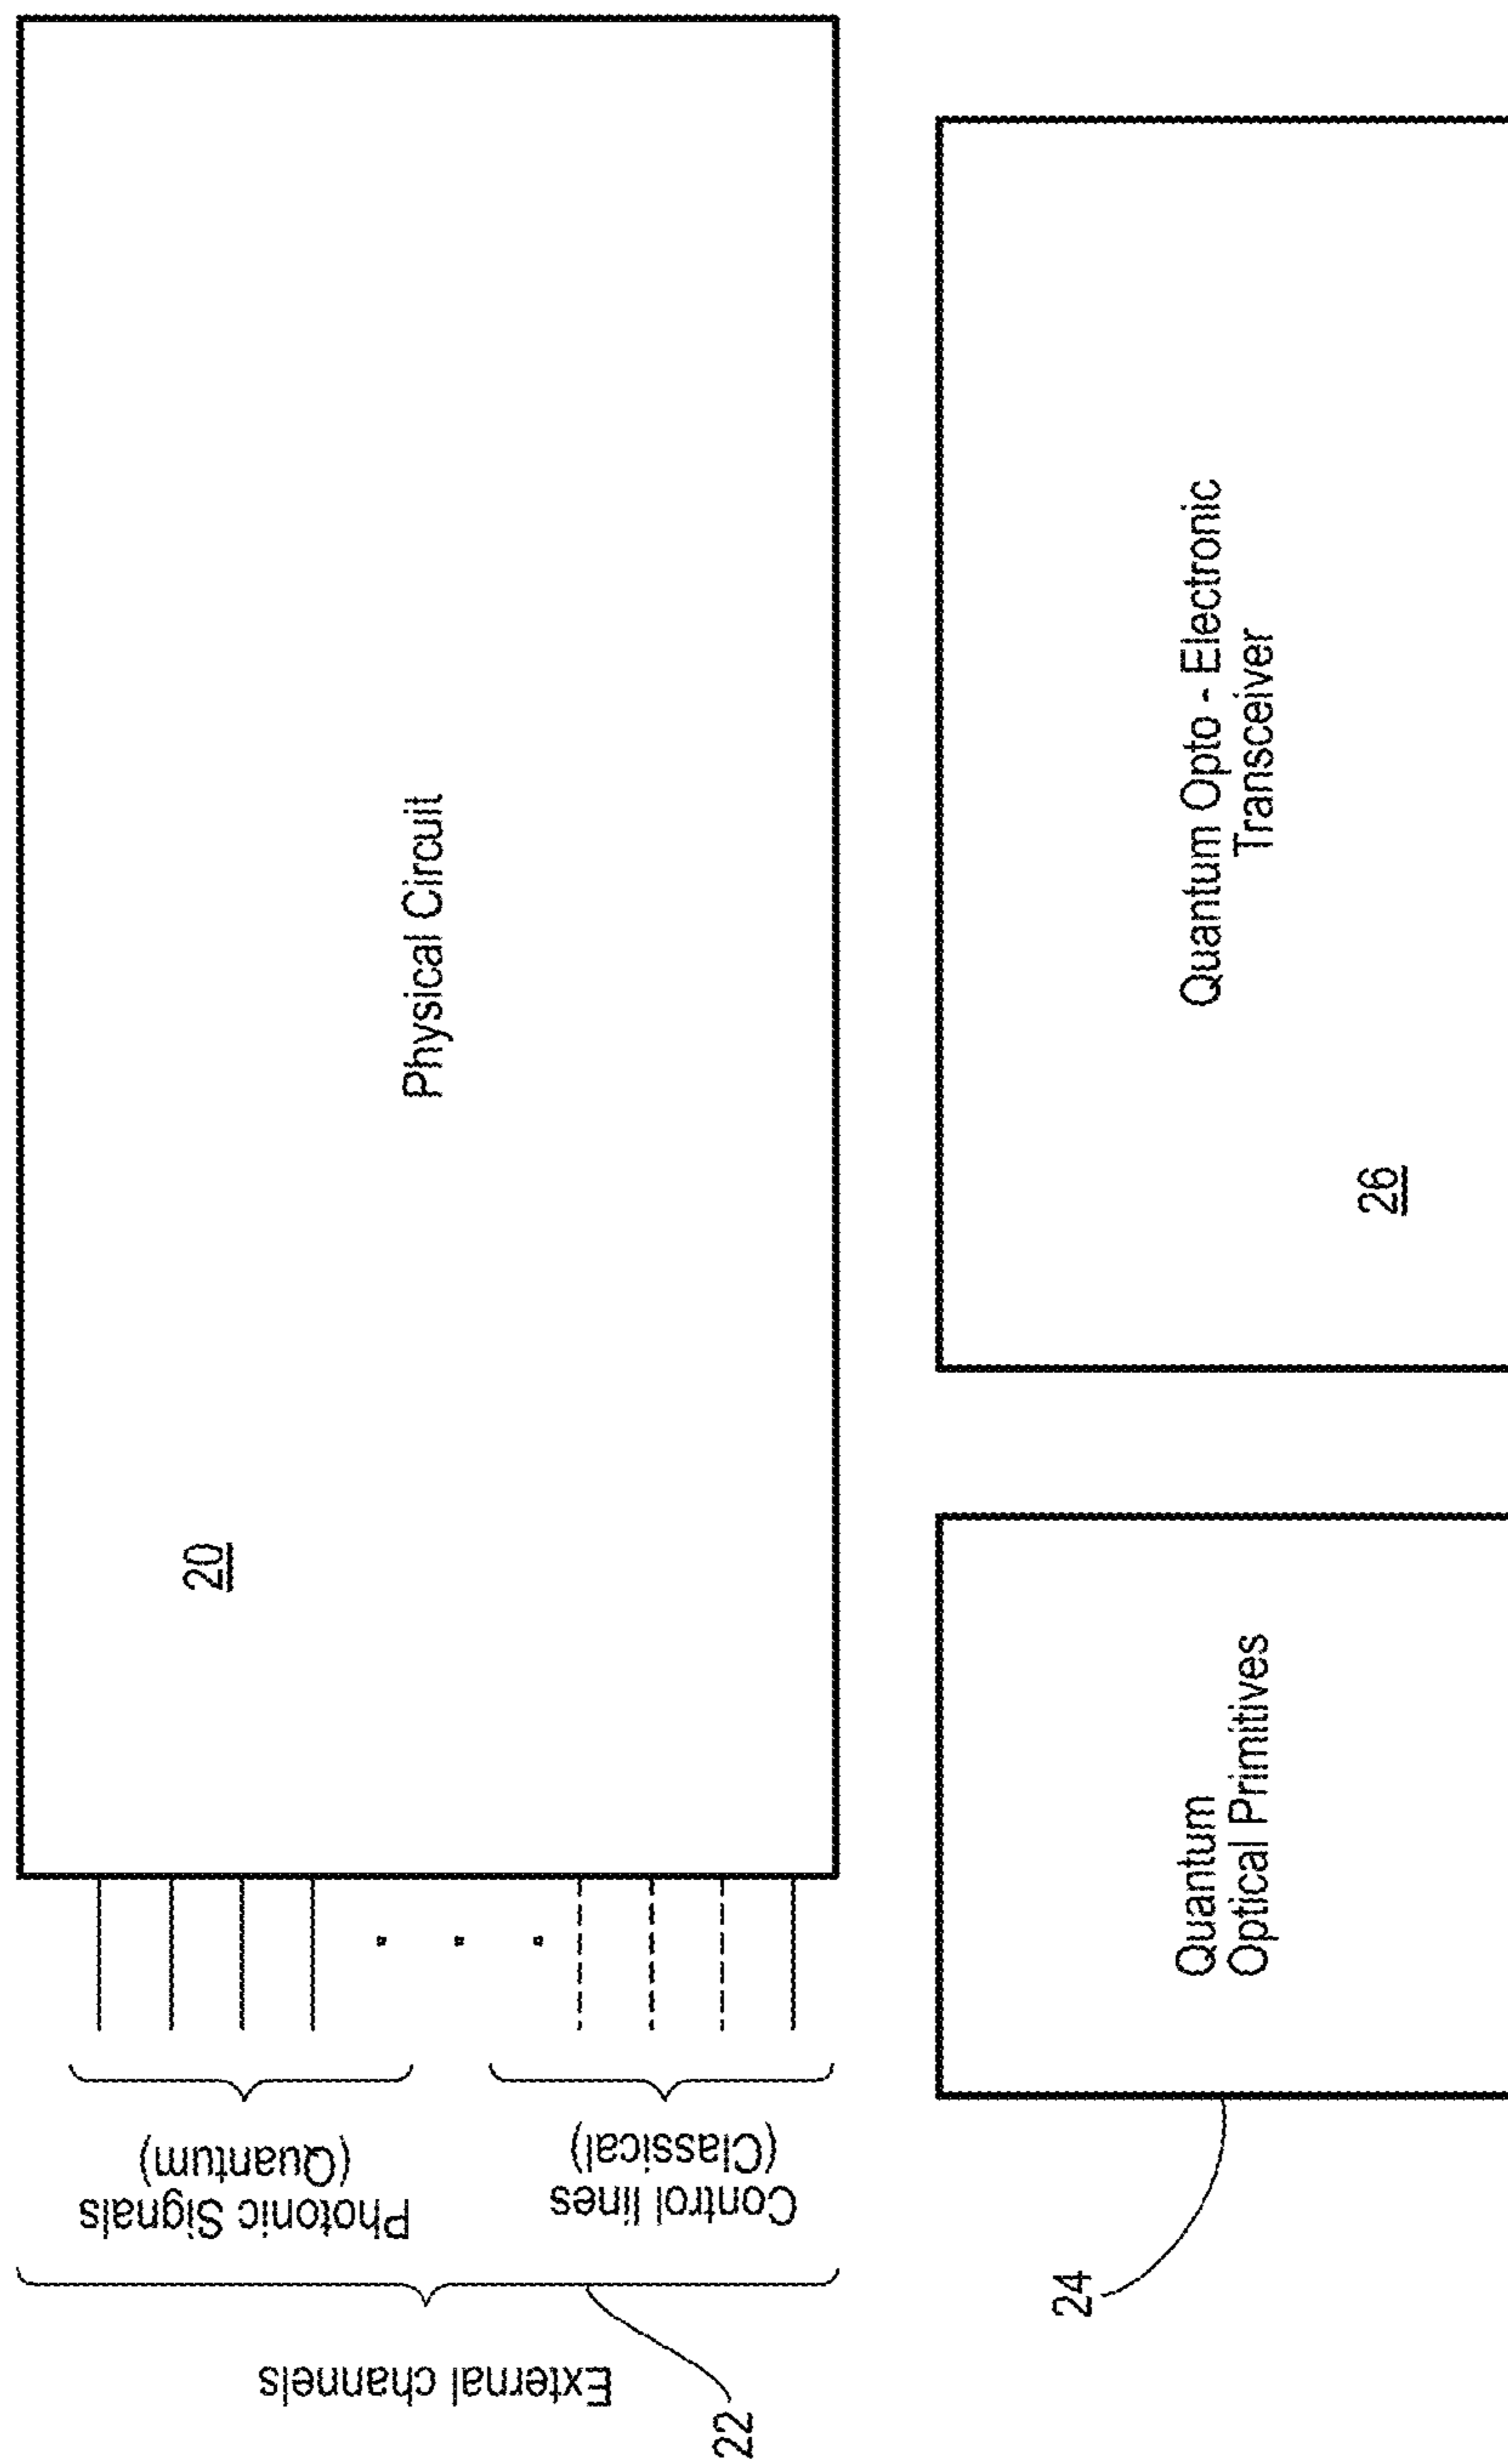 External channels
22
Photonic Signals
(Quantum)
Control lines
(Classical)
20
Physical Circuit
24
Quantum
Optical Primitives
Quantum Opto - Electronic
Transceiver
26